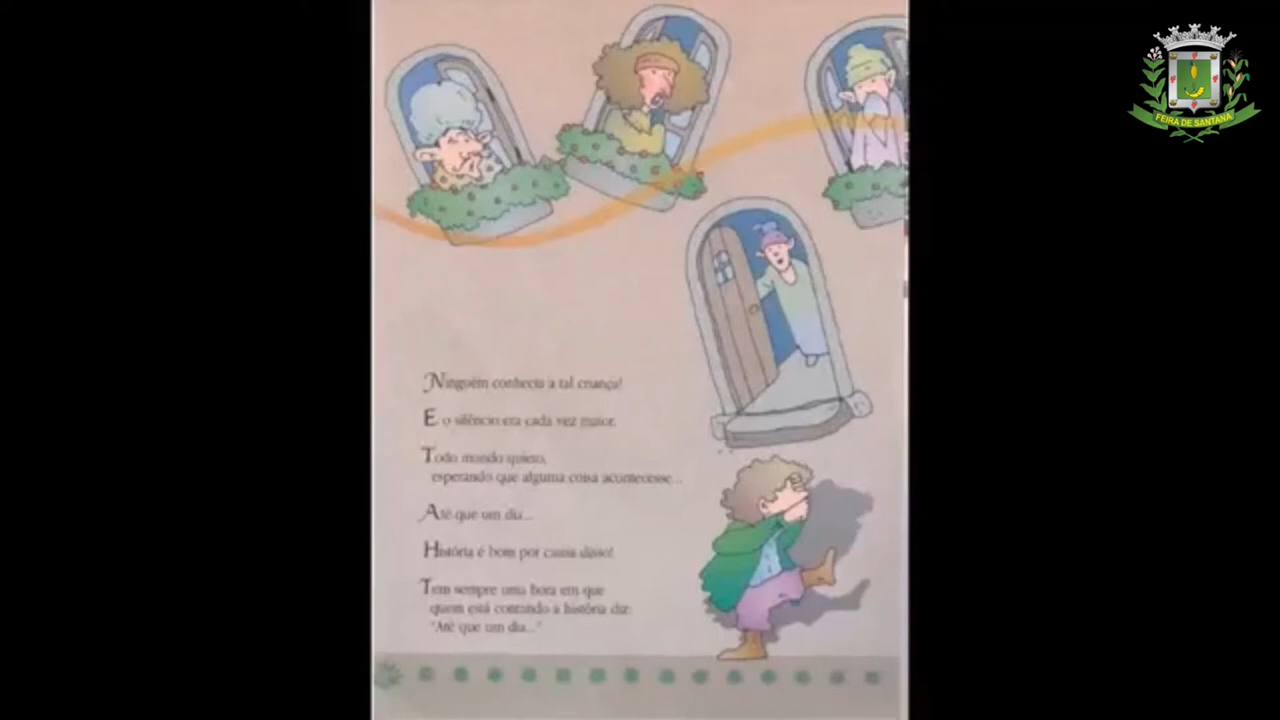 FEIRA DE SANTANA
Ninguém conhecia a tal criança!
E o silêncio era cada vez maior.
Todo mundo quieto,
esperando que alguma coisa acontecesse...
Até que um dia...
História é bom por causa disso!
Tem sempre uma hora em que
quem está contando a história diz:
"Até que um dia..."